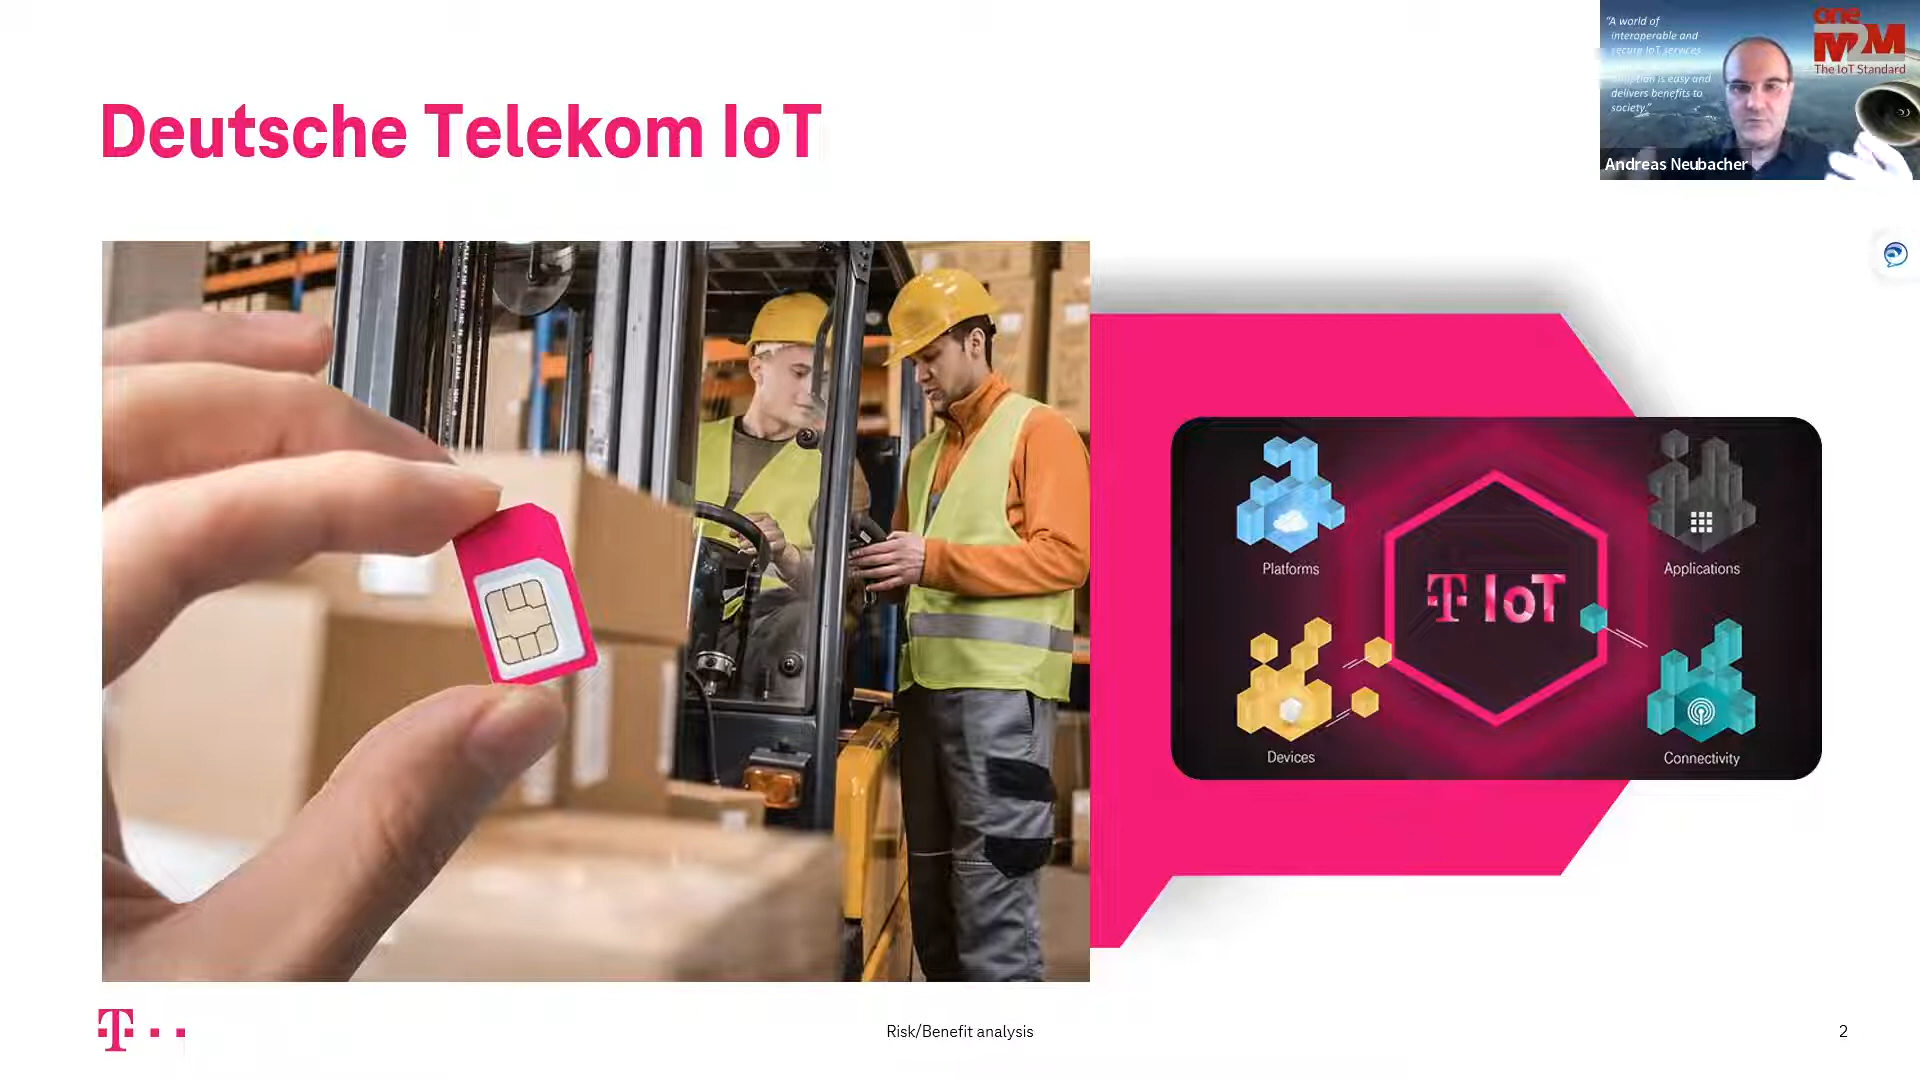 Deutsche Telekom IoT
"A world of
interoperable and
secure IoT services
is easy and
delivers benefits to
society."
one
M2M
The IoT Standard
Andreas Neubacher
Platforms
Applications
T IoT
Devices
Connectivity
T
Risk/Benefit analysis
2